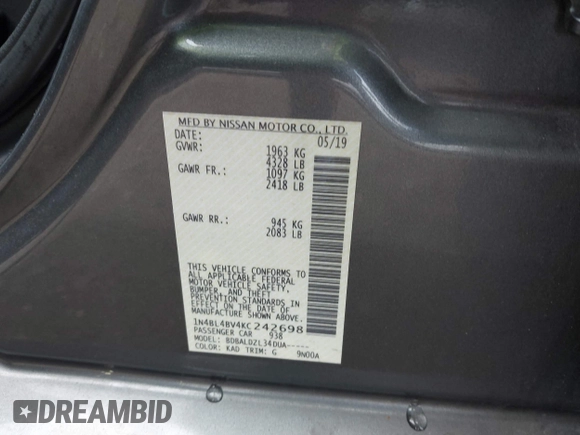 MFD BY NISSAN MOTOR CO., LTD.
DATE: 05/19
GVWR: 1963 KG
4328 LB
GAWR FR.: 1097 KG
2418 LB
GAWR RR.: 945 KG
2083 LB
THIS VEHICLE CONFORMS TO
ALL APPLICABLE FEDERAL
MOTOR VEHICLE SAFETY,
BUMPER, AND THEFT
PREVENTION STANDARDS IN
EFFECT ON THE DATE OF
MANUFACTURE SHOWN ABOVE.
1N4BL4BV4KC242698
PASSENGER CAR 938
MODEL: BDBALDZL34DUA-----
COLOR: KAD TRIM: G 9N00A
DREAMBID